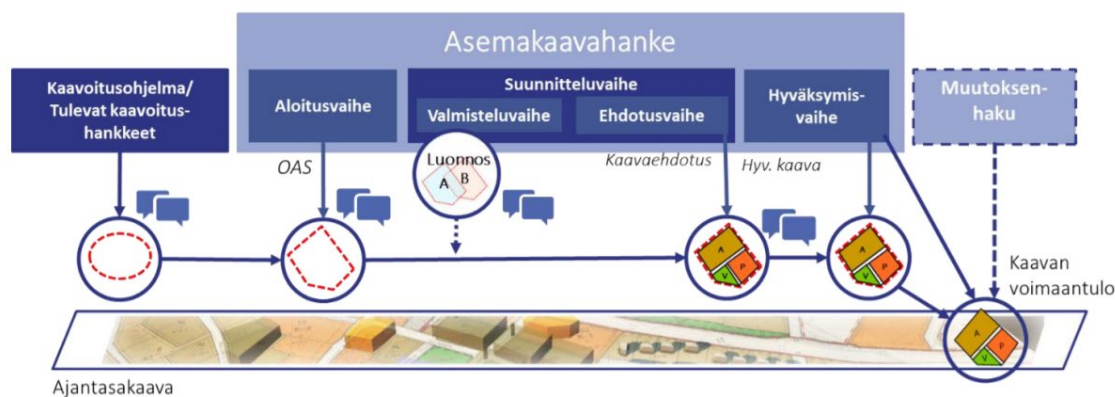 Asemakaavahanke
Kaavoitusohjelma/
Tulevat kaavoitus-
hankkeet
Aloitusvaihe
Suunnitteluvaihe
Valmisteluvaihe
Ehdotusvaihe
Hyväksymis-
vaihe
Muutoksen-
haku
OAS
Luonnos
A
B
Kaavaehdotus
Hyv. kaava
A
P
V
A
P
V
Kaavan
voimaantulo
A
P
V
Ajantasakaava